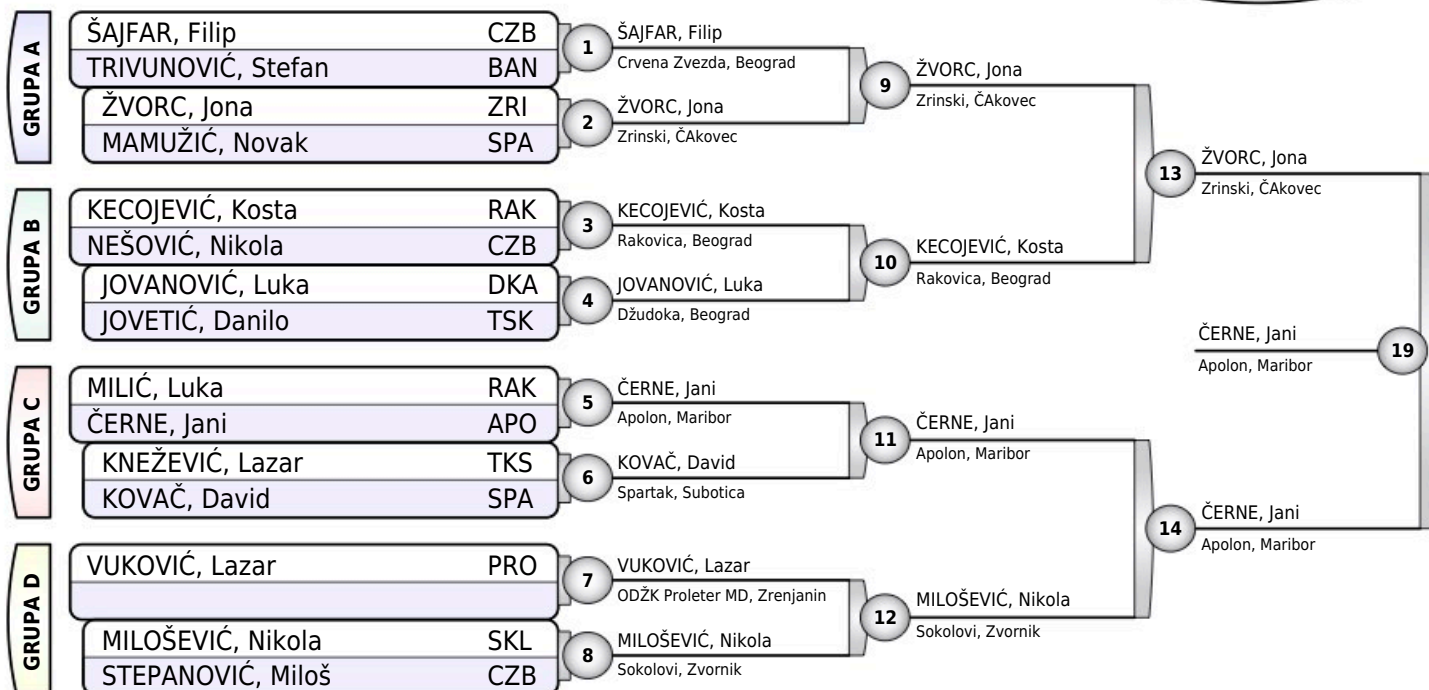 GRUPA A
ŠAJFAR, Filip CZB
TRIVUNOVIĆ, Stefan BAN
ŽVORC, Jona ZRI
MAMUŽIĆ, Novak SPA
GRUPA B
KECOJEVIĆ, Kosta RAK
NEŠOVIĆ, Nikola CZB
JOVANOVIĆ, Luka DKA
JOVETIĆ, Danilo TSK
GRUPA C
MILIĆ, Luka RAK
ČERNE, Jani APO
KNEŽEVIĆ, Lazar TKS
KOVAČ, David SPA
GRUPA D
VUKOVIĆ, Lazar PRO
MILOŠEVIĆ, Nikola SKL
STEPANOVIĆ, Miloš CZB
1
ŠAJFAR, Filip
Crvena Zvezda, Beograd
2
ŽVORC, Jona
Zrinski, ČAkovec
3
KECOJEVIĆ, Kosta
Rakovica, Beograd
4
JOVANOVIĆ, Luka
Džudoka, Beograd
5
ČERNE, Jani
Apolon, Maribor
6
KOVAČ, David
Spartak, Subotica
7
VUKOVIĆ, Lazar
ODŽK Proleter MD, Zrenjanin
8
MILOŠEVIĆ, Nikola
Sokolovi, Zvornik
9
ŽVORC, Jona
Zrinski, ČAkovec
10
KECOJEVIĆ, Kosta
Rakovica, Beograd
11
ČERNE, Jani
Apolon, Maribor
12
MILOŠEVIĆ, Nikola
Sokolovi, Zvornik
13
ŽVORC, Jona
Zrinski, ČAkovec
14
ČERNE, Jani
Apolon, Maribor
ČERNE, Jani
Apolon, Maribor
19